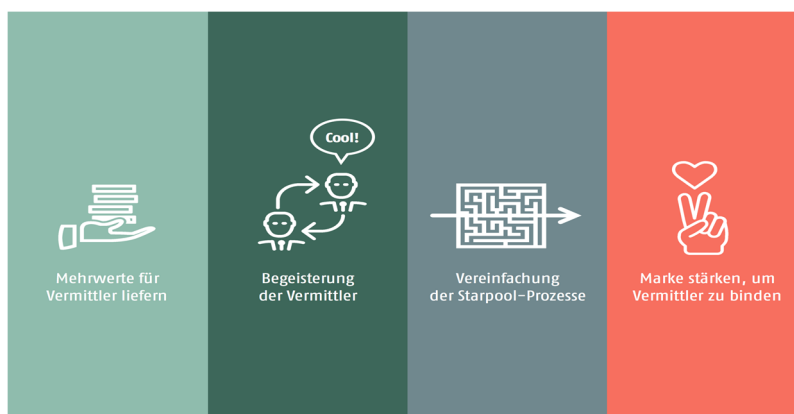 Cool!
Mehrwerte für
Vermittler liefern
Begeisterung
der Vermittler
Vereinfachung
der Starpool-Prozesse
Marke stärken, um
Vermittler zu binden